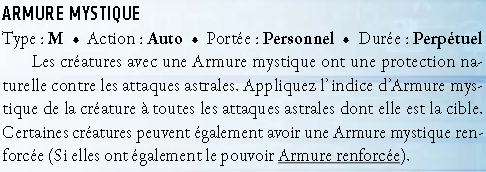 ARMURE MYSTIQUE
Type : M ♦ Action : Auto ♦ Portée : Personnel ♦ Durée : Perpétuel
Les créatures avec une Armure mystique ont une protection na-
turelle contre les attaques astrales. Appliquez l’indice d’Armure mys-
tique de la créature à toutes les attaques astrales dont elle est la cible.
Certaines créatures peuvent également avoir une Armure mystique ren-
forcée (Si elles ont également le pouvoir Armure renforcée).